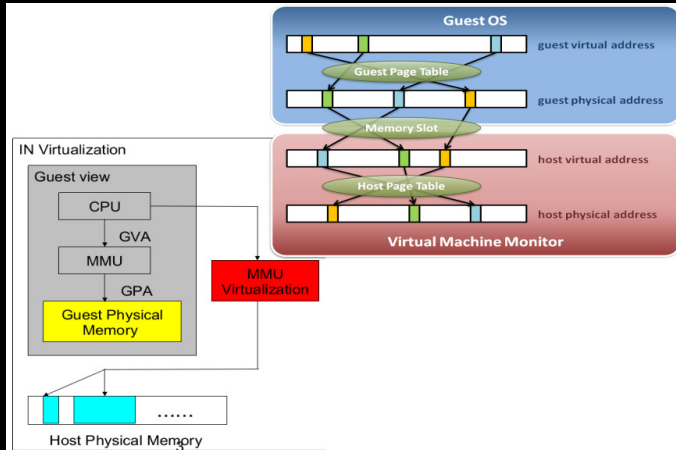 Guest OS
guest virtual address
Guest Page Table
guest physical address
Memory Slot
host virtual address
Host Page Table
host physical address
Virtual Machine Monitor
IN Virtualization
Guest view
CPU
GVA
MMU
GPA
Guest Physical
Memory
MMU
Virtualization
......
Host Physical Memory
3